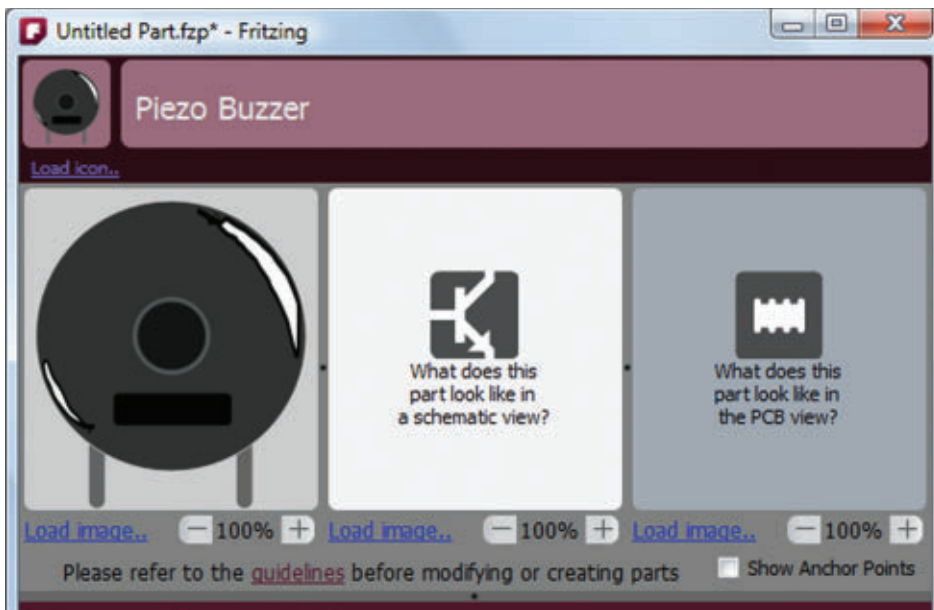 Untitled Part.fzp* - Fritzing
Piezo Buzzer
Load icon..
What does this
part look like in
a schematic view?
What does this
part look like in
the PCB view?
Load image.. 100% Load image.. 100% Load image.. 100%
Please refer to the guidelines before modifying or creating parts Show Anchor Points